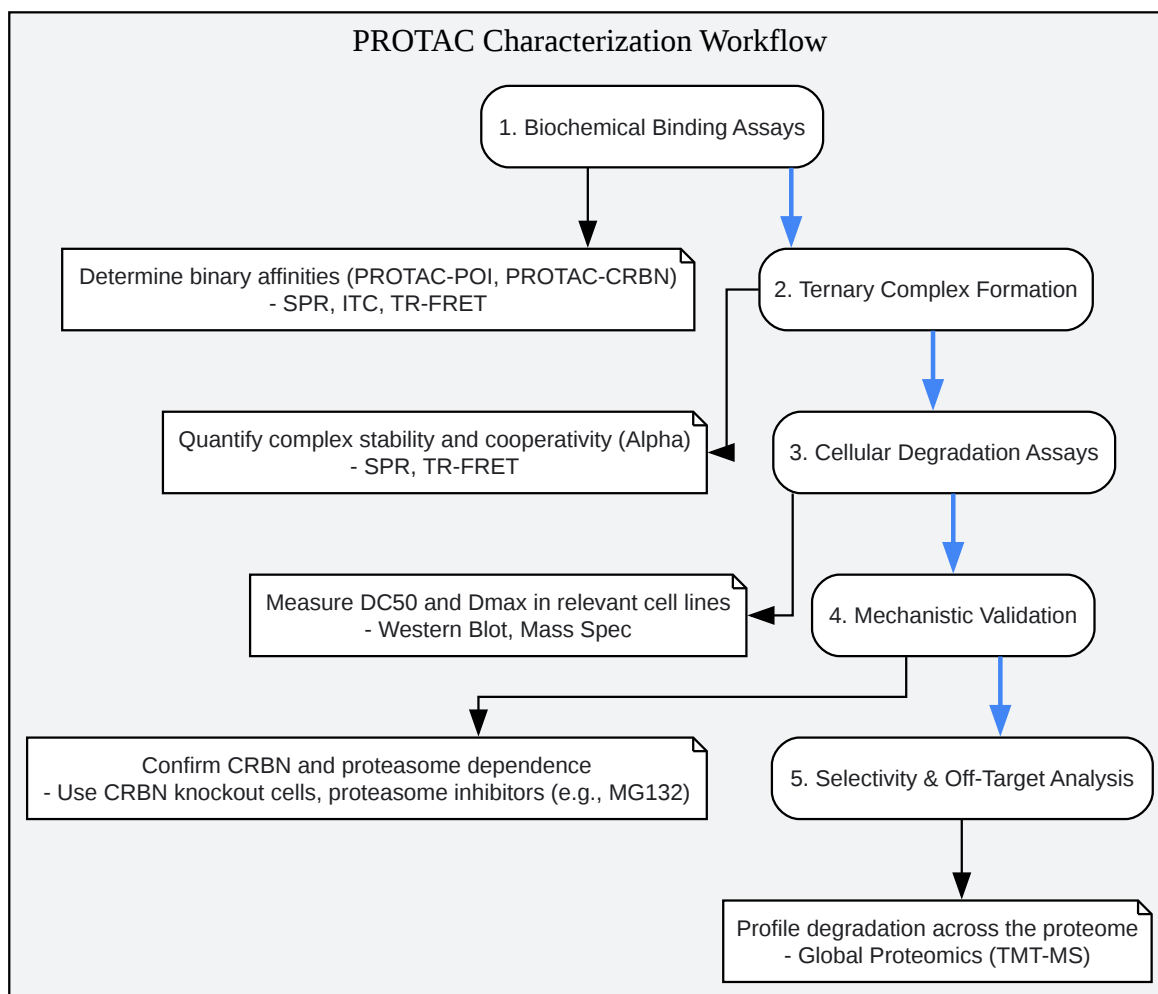 PROTAC Characterization Workflow
1. Biochemical Binding Assays
Determine binary affinities (PROTAC-POI, PROTAC-CRBN)
- SPR, ITC, TR-FRET
2. Ternary Complex Formation
Quantify complex stability and cooperativity (Alpha)
- SPR, TR-FRET
3. Cellular Degradation Assays
Measure DC50 and Dmax in relevant cell lines
- Western Blot, Mass Spec
4. Mechanistic Validation
Confirm CRBN and proteasome dependence
- Use CRBN knockout cells, proteasome inhibitors (e.g., MG132)
5. Selectivity & Off-Target Analysis
Profile degradation across the proteome
- Global Proteomics (TMT-MS)